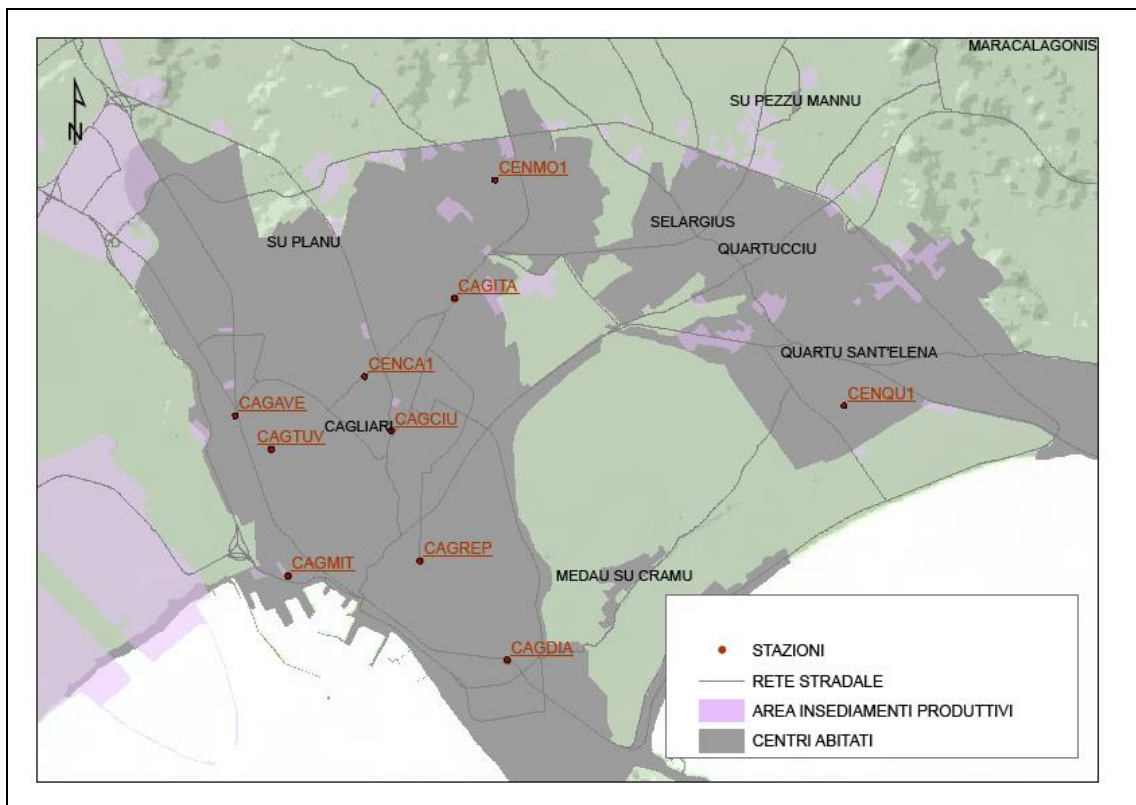 MARACALAGONIS
SU PEZZU MANNU
N
CENMO1
SELARGIUS
SU PLANU
QUARTUCCIU
CAGITA
QUARTU SANT'ELENA
CENCA1
CENQU1
CAGAVE
CAGLIARI
CAGCIU
CAGTUV
CAGREP
CAGMIT
MEDAU SU CRAMU
CAGDIA
STAZIONI
RETE STRADALE
AREA INSEDIAMENTI PRODUTTIVI
CENTRI ABITATI